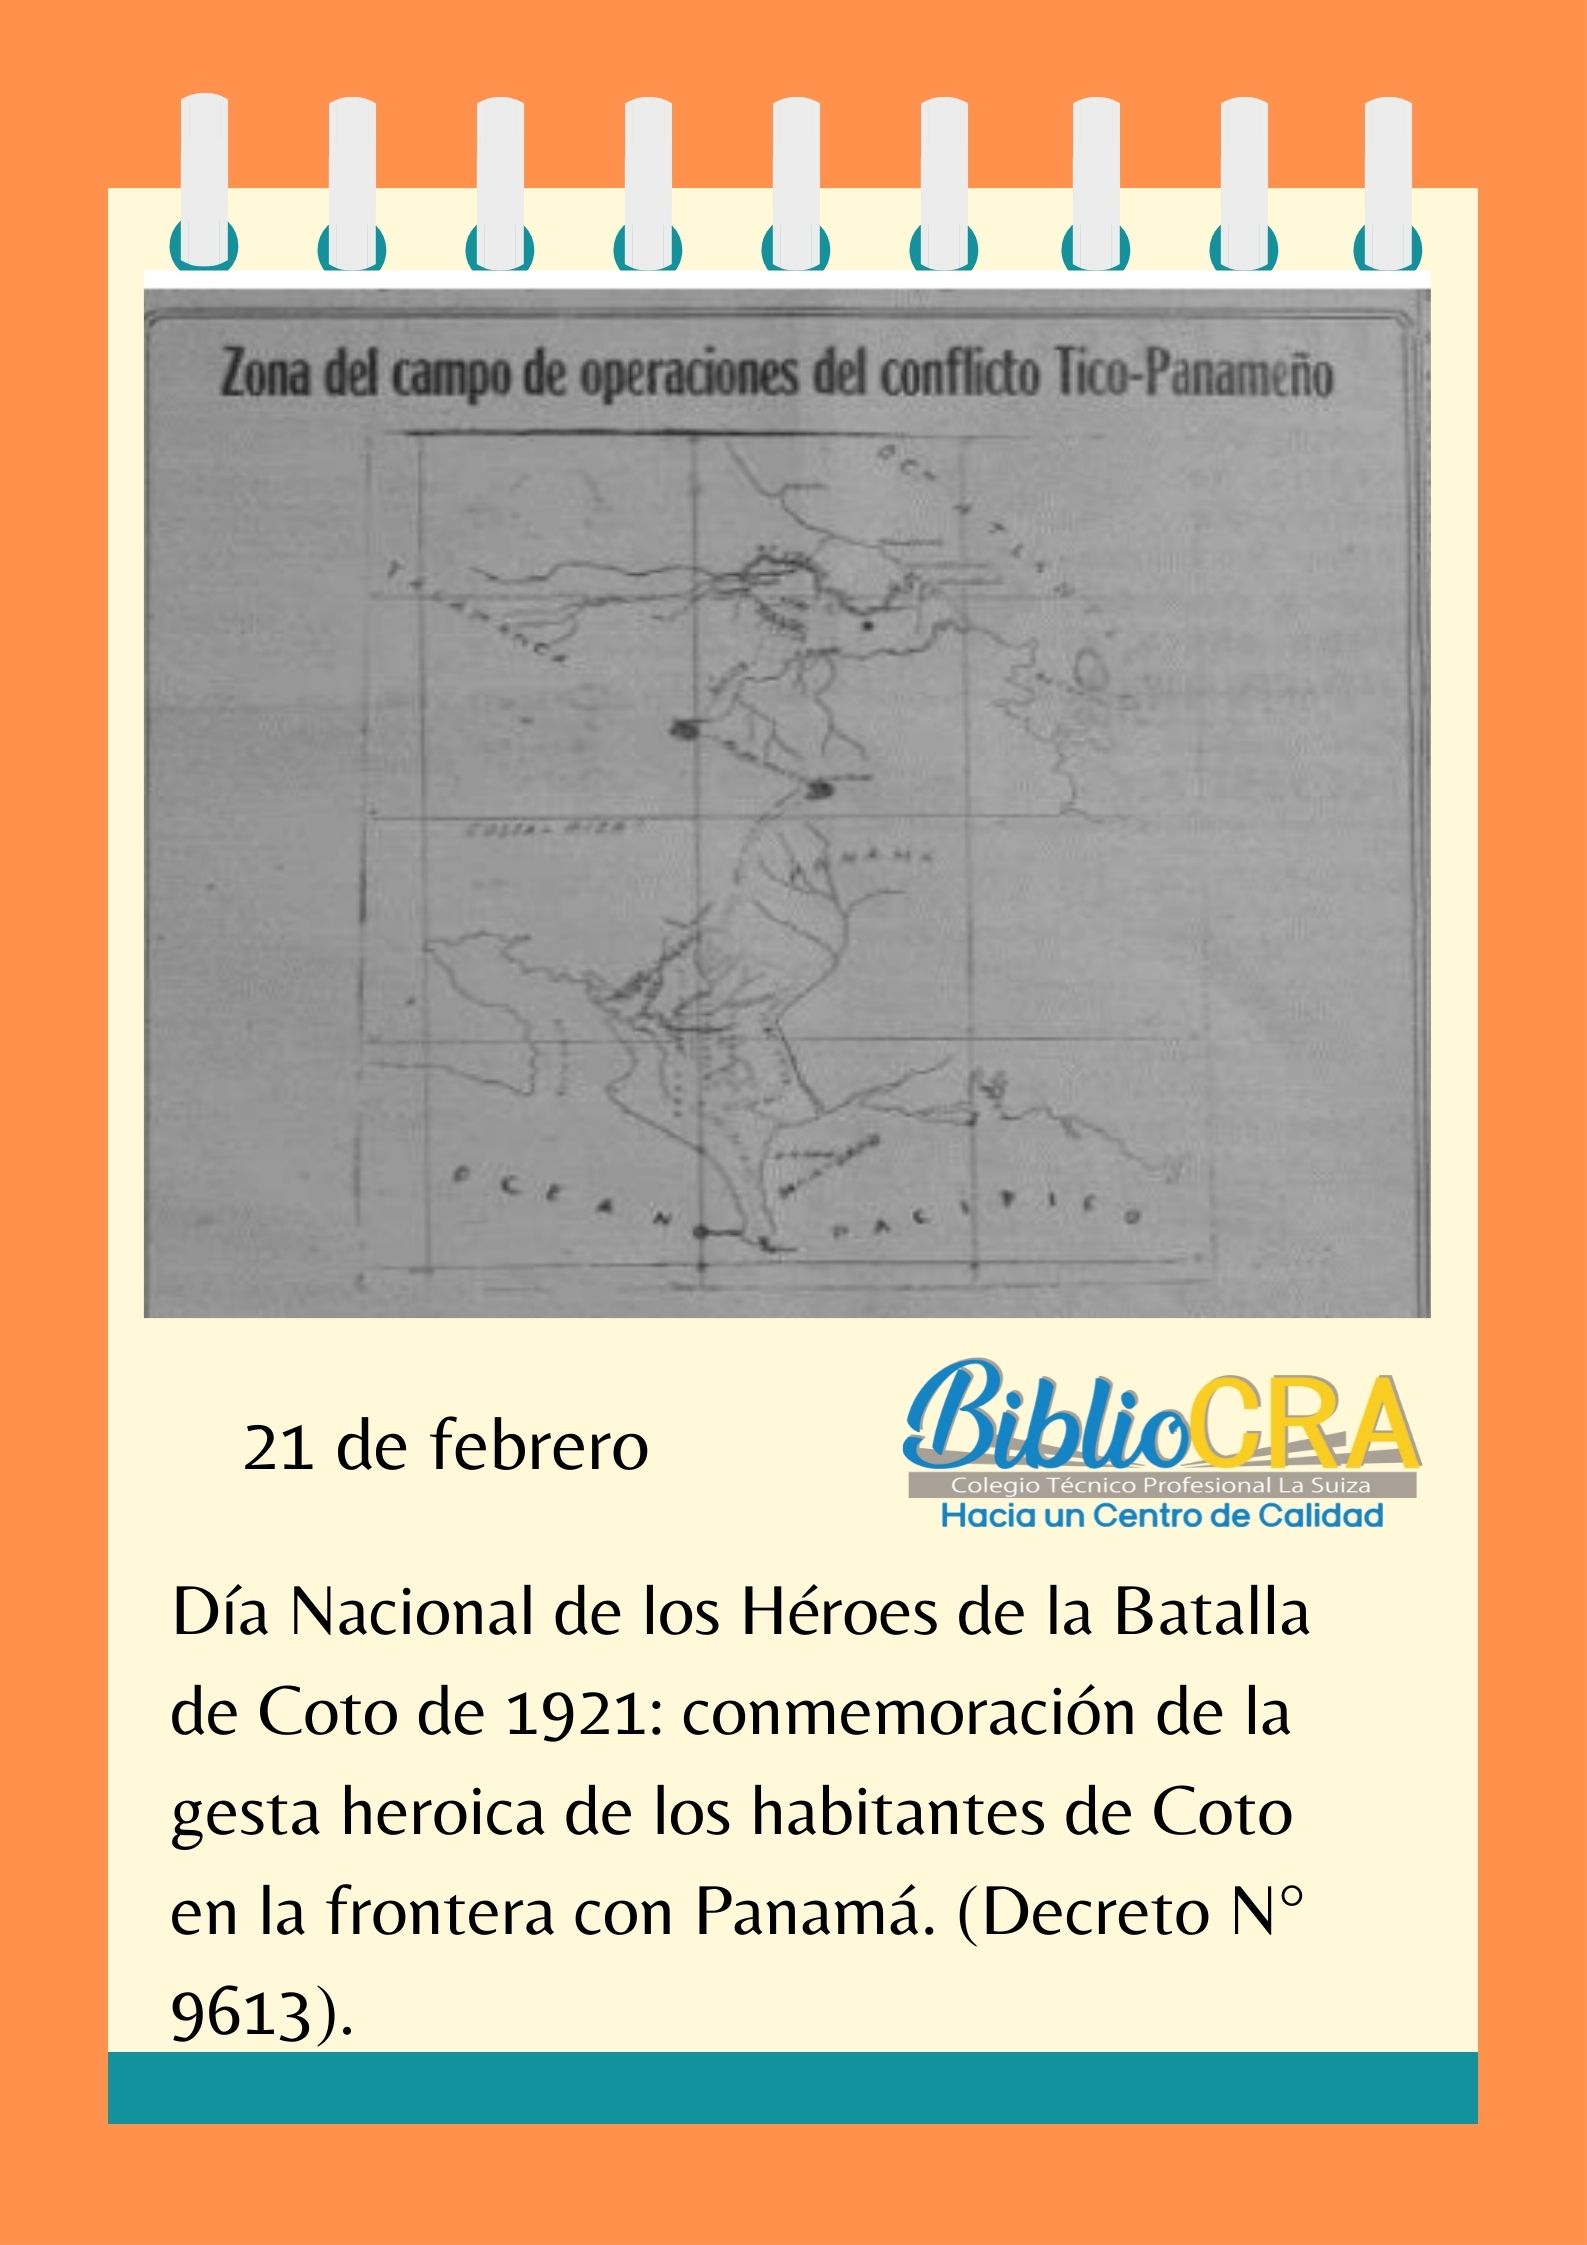 Zona del campo de operaciones del conflicto Tico-Panameño
TALAMANCA
COSTA-RICA
PANAMA
OCEANO PACIFICO
21 de febrero
BiblioCRA
Colegio Técnico Profesional La Suiza
Hacia un Centro de Calidad
Día Nacional de los Héroes de la Batalla
de Coto de 1921: conmemoración de la
gesta heroica de los habitantes de Coto
en la frontera con Panamá. (Decreto N°
9613).